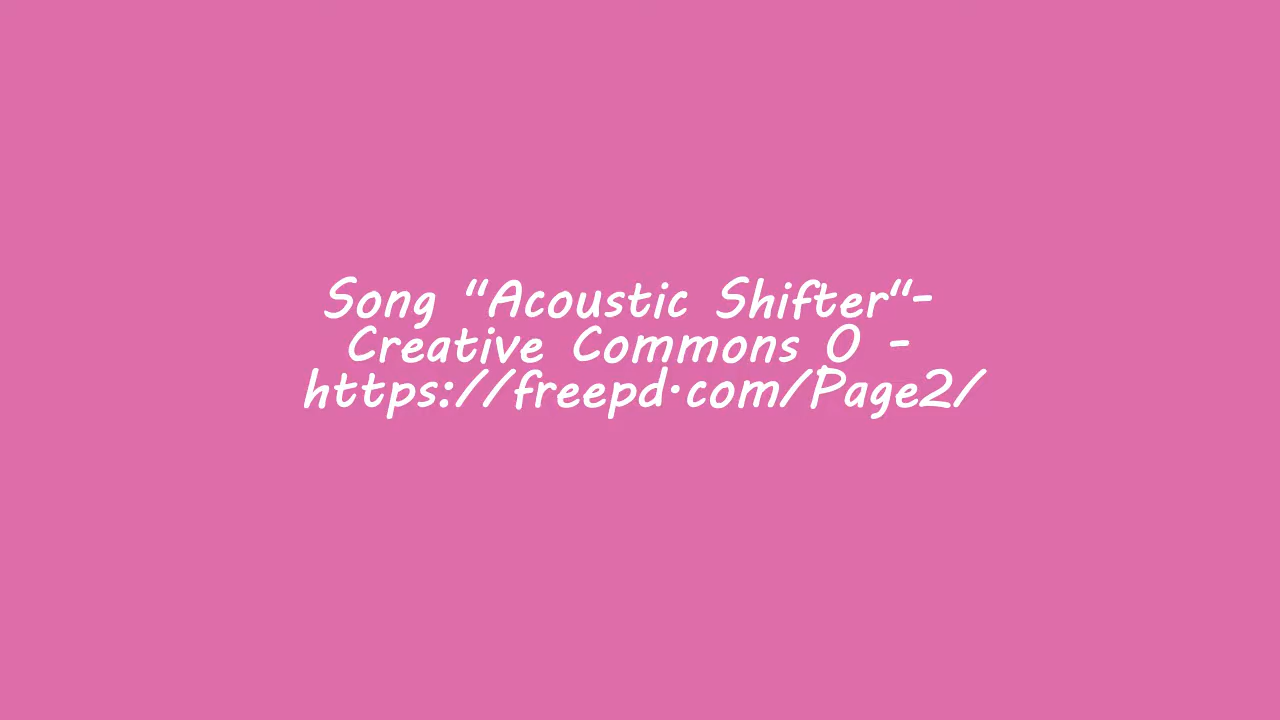 Song "Acoustic Shifter"-
Creative Commons 0 -
https://freepd.com/Page2/